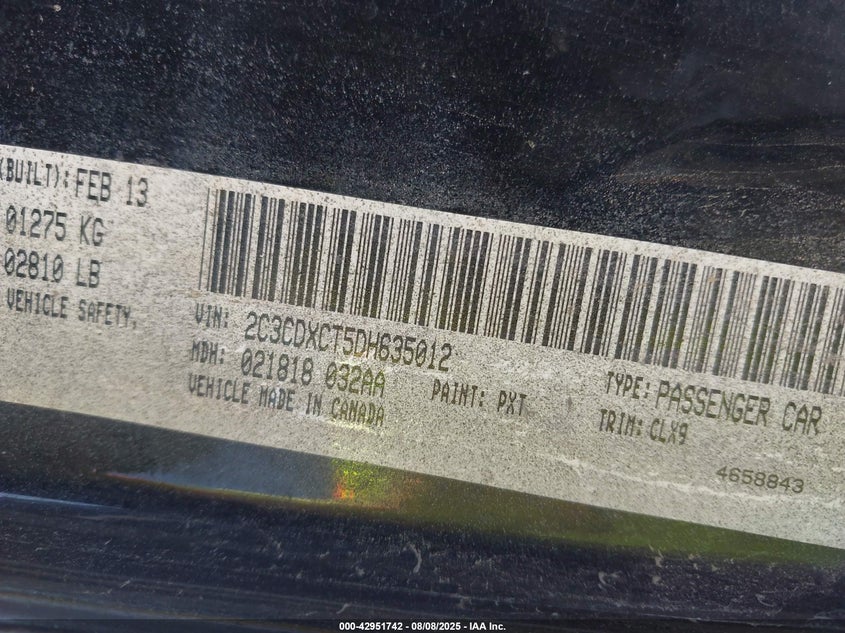 (BUILT): FEB 13
01275 KG
02810 LB
VEHICLE SAFETY,
VIN: 2C3CDXCT5DH635012
MDH: 021818 032AA
VEHICLE MADE IN CANADA
PAINT: PXT
TYPE: PASSENGER CAR
TRIM: CLX9
4658843
000-42951742 - 08/08/2025 - IAA Inc.